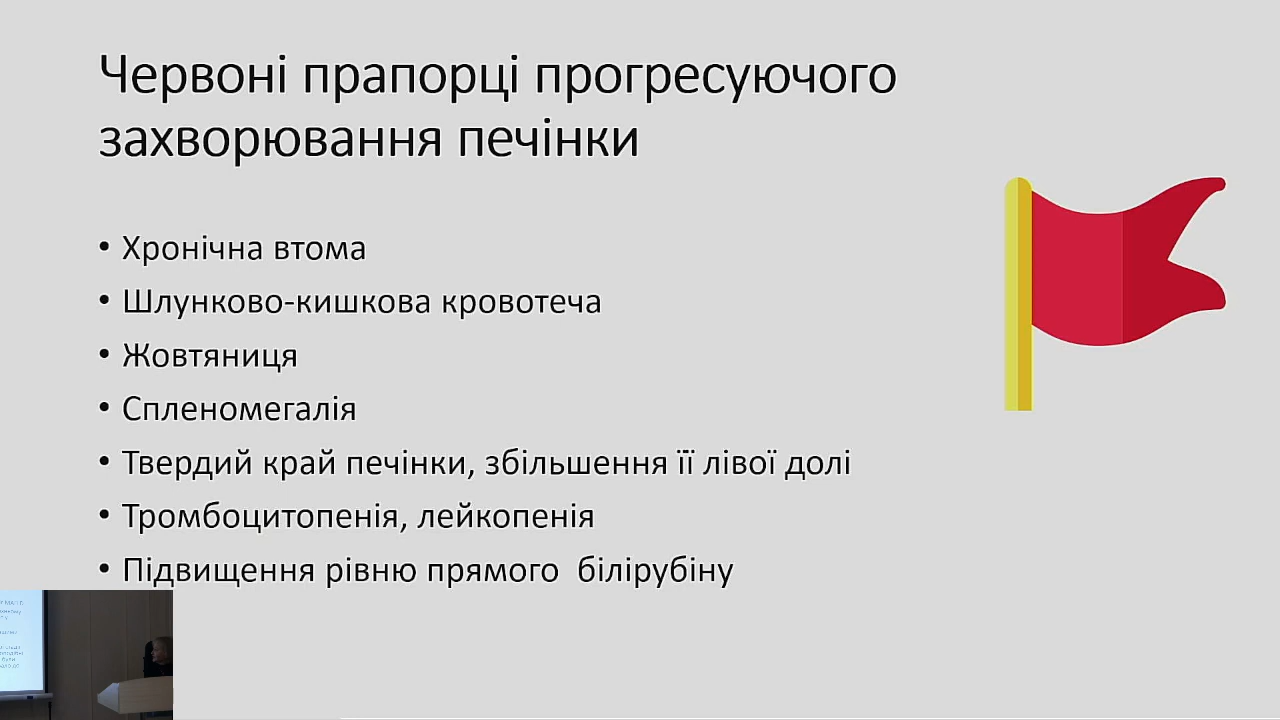 Червоні прапорці прогресуючого
захворювання печінки
• Хронічна втома
• Шлунково-кишкова кровотеча
• Жовтяниця
• Спленомегалія
• Твердий край печінки, збільшення її лівої долі
• Тромбоцитопенія, лейкопенія
• Підвищення рівню прямого  білірубіну